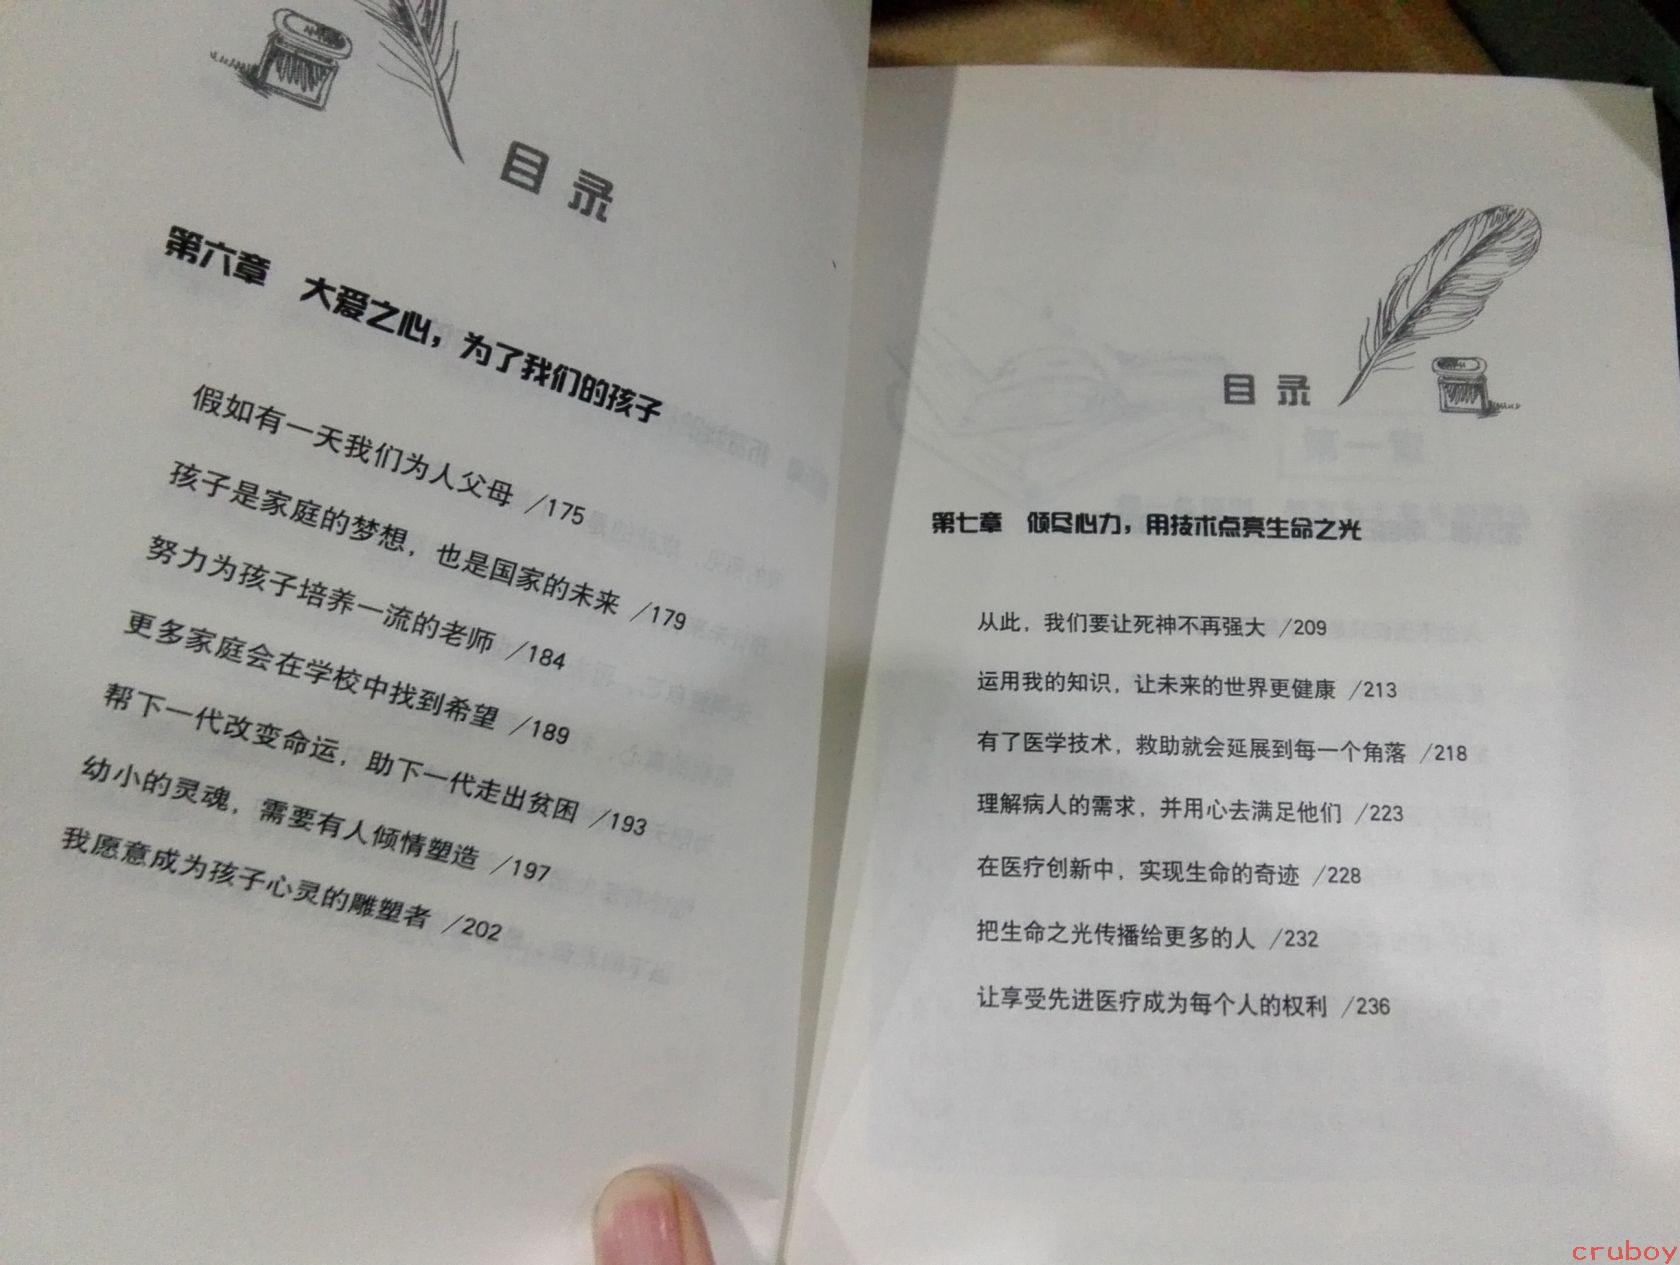 目录
第六章 大爱之心，为了我们的孩子
假如有一天我们为人父母 /175
孩子是家庭的梦想，也是国家的未来 /179
努力为孩子培养一流的老师 /184
更多家庭会在学校中找到希望 /189
帮下一代改变命运，助下一代走出贫困 /193
幼小的灵魂，需要有人倾情塑造 /197
我愿意成为孩子心灵的雕塑者 /202
目录
第七章 倾尽心力，用技术点亮生命之光
从此，我们要让死神不再强大 /209
运用我的知识，让未来的世界更健康 /213
有了医学技术，救助就会延展到每一个角落 /218
理解病人的需求，并用心去满足他们 /223
在医疗创新中，实现生命的奇迹 /228
把生命之光传播给更多的人 /232
让享受先进医疗成为每个人的权利 /236
cruboy